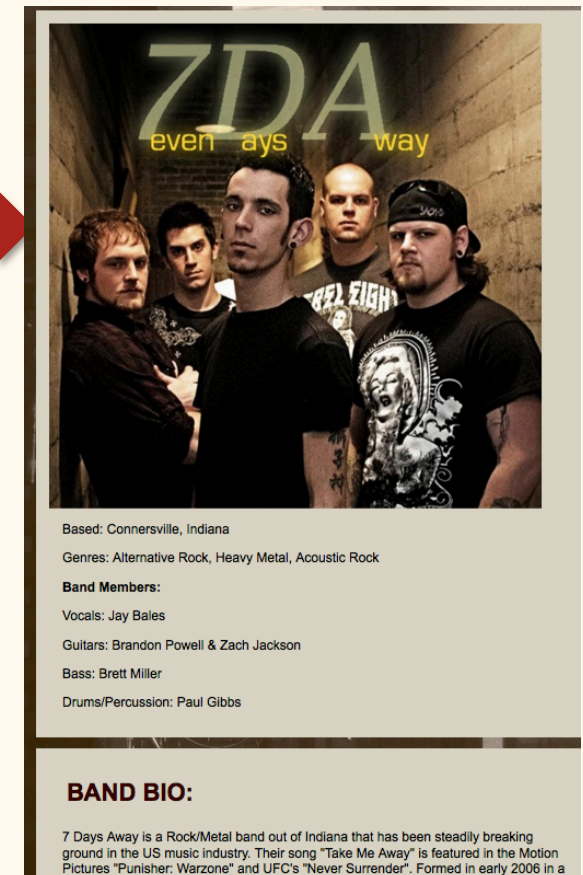 7DA
even ays way
REL EIGHT
Based: Connersville, Indiana
Genres: Alternative Rock, Heavy Metal, Acoustic Rock
Band Members:
Vocals: Jay Bales
Guitars: Brandon Powell & Zach Jackson
Bass: Brett Miller
Drums/Percussion: Paul Gibbs
BAND BIO:
7 Days Away is a Rock/Metal band out of Indiana that has been steadily breaking
ground in the US music industry. Their song "Take Me Away" is featured in the Motion
Pictures "Punisher: Warzone" and UFC's "Never Surrender". Formed in early 2006 in a